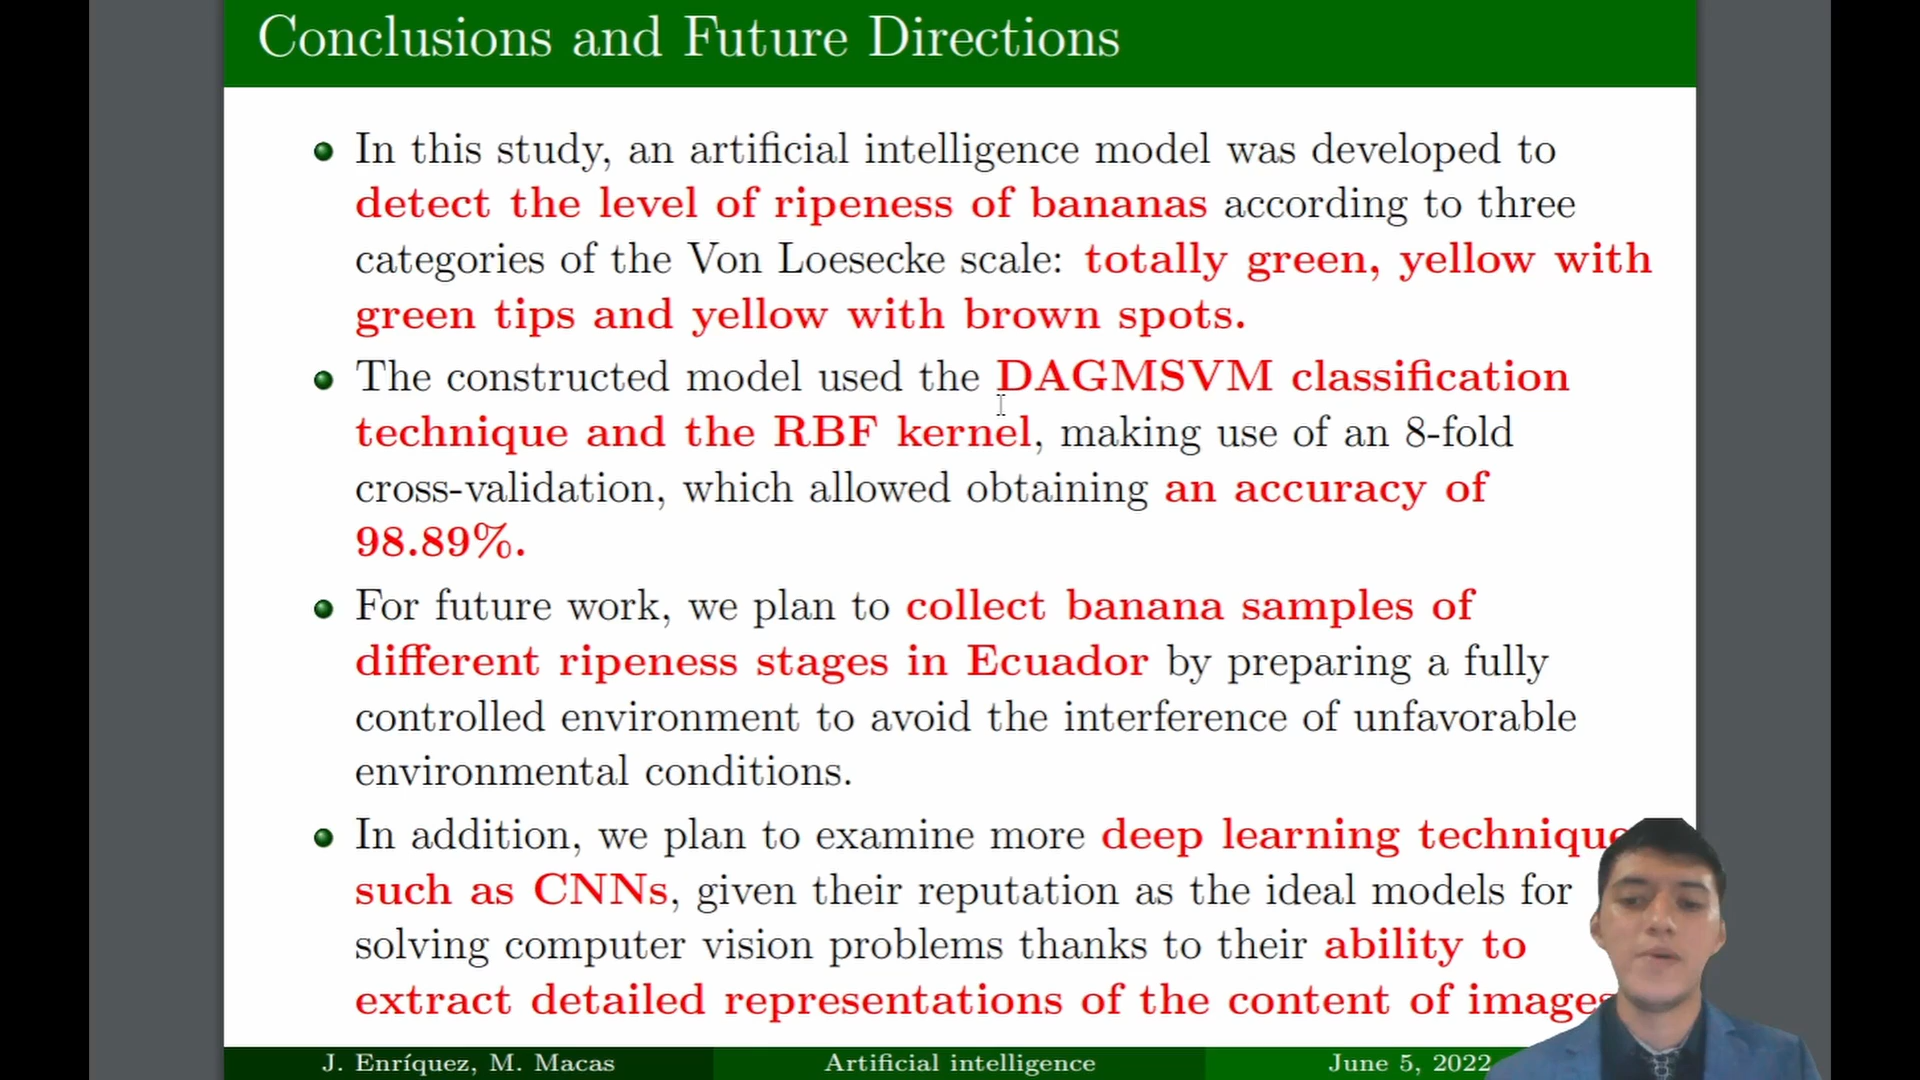 Conclusions and Future Directions
In this study, an artificial intelligence model was developed to
detect the level of ripeness of bananas according to three
categories of the Von Loesecke scale: totally green, yellow with
green tips and yellow with brown spots.
The constructed model used the DAGMSVM classification
technique and the RBF kernel, making use of an 8-fold
cross-validation, which allowed obtaining an accuracy of
98.89%.
For future work, we plan to collect banana samples of
different ripeness stages in Ecuador by preparing a fully
controlled environment to avoid the interference of unfavorable
environmental conditions.
In addition, we plan to examine more deep learning
such as CNNs, given their reputation as the ideal models for
solving computer vision problems thanks to their ability to
extract detailed representations of the content of images
J. Enríquez, M. Macas Artificial intelligence June 5, 2022